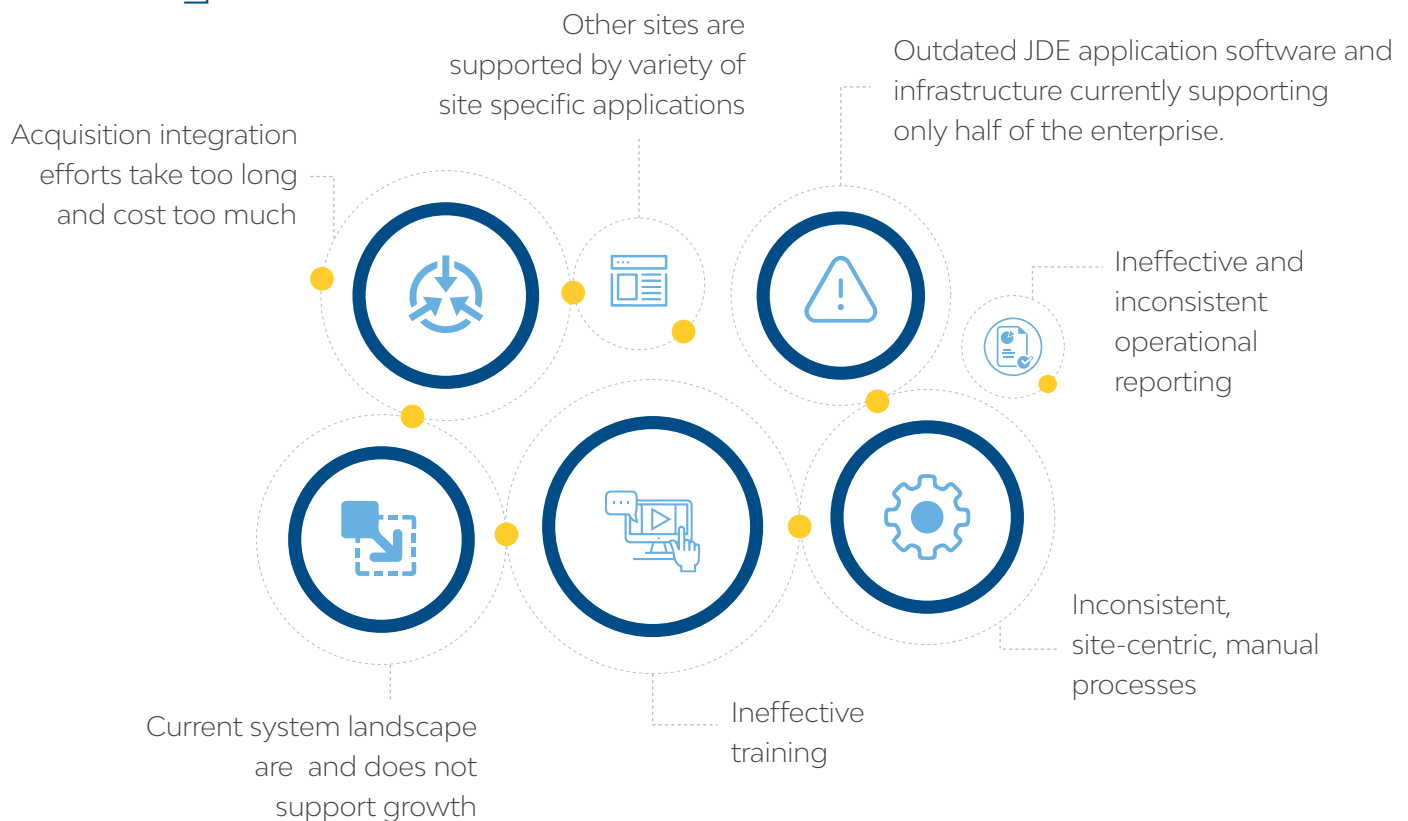 Other sites are
supported by variety of
site specific applications
Outdated JDE application software and
infrastructure currently supporting
only half of the enterprise.
Acquisition integration
efforts take too long
and cost too much
Ineffective and
inconsistent
operational
reporting
Inconsistent,
site-centric, manual
processes
Ineffective
training
Current system landscape
are  and does not
support growth